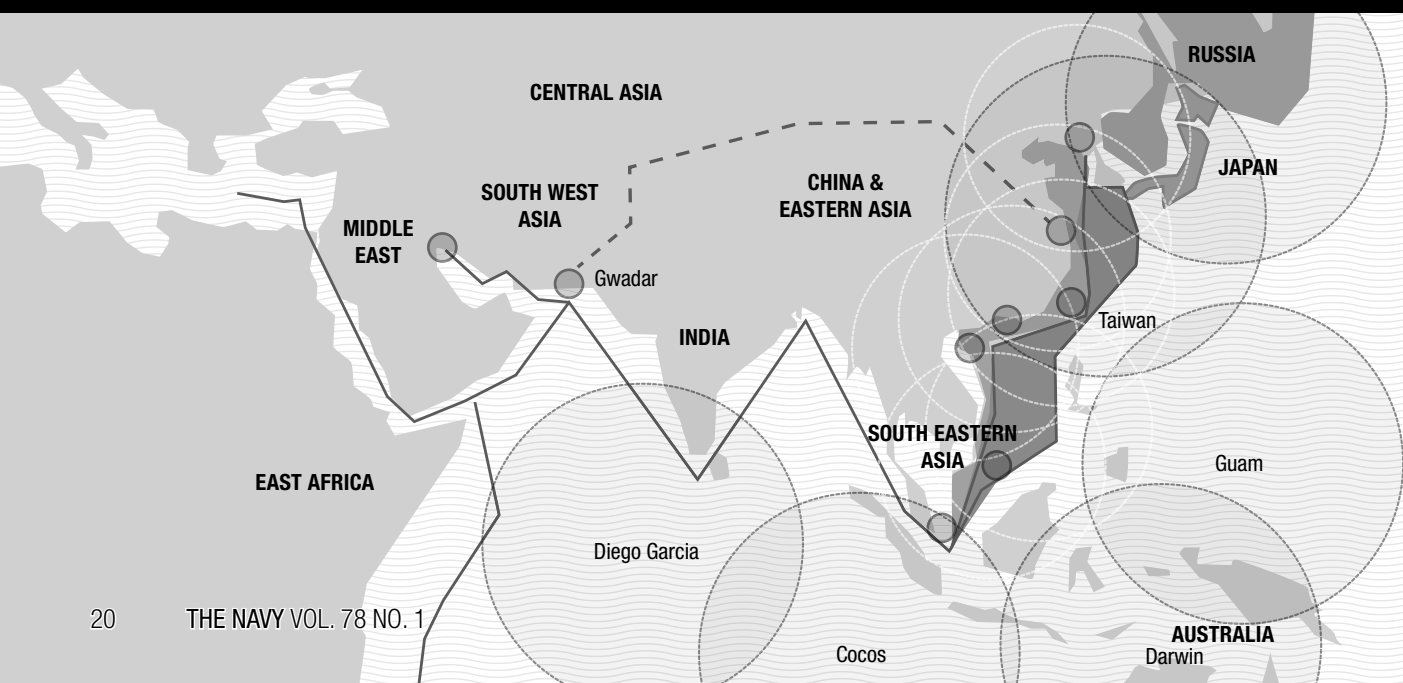 RUSSIA
CENTRAL ASIA
JAPAN
CHINA &
EASTERN ASIA
SOUTH WEST
ASIA
MIDDLE
EAST
Gwadar
Taiwan
INDIA
SOUTH EASTERN
ASIA
Guam
EAST AFRICA
Diego Garcia
AUSTRALIA
Darwin
Cocos
20 THE NAVY VOL. 78 NO. 1